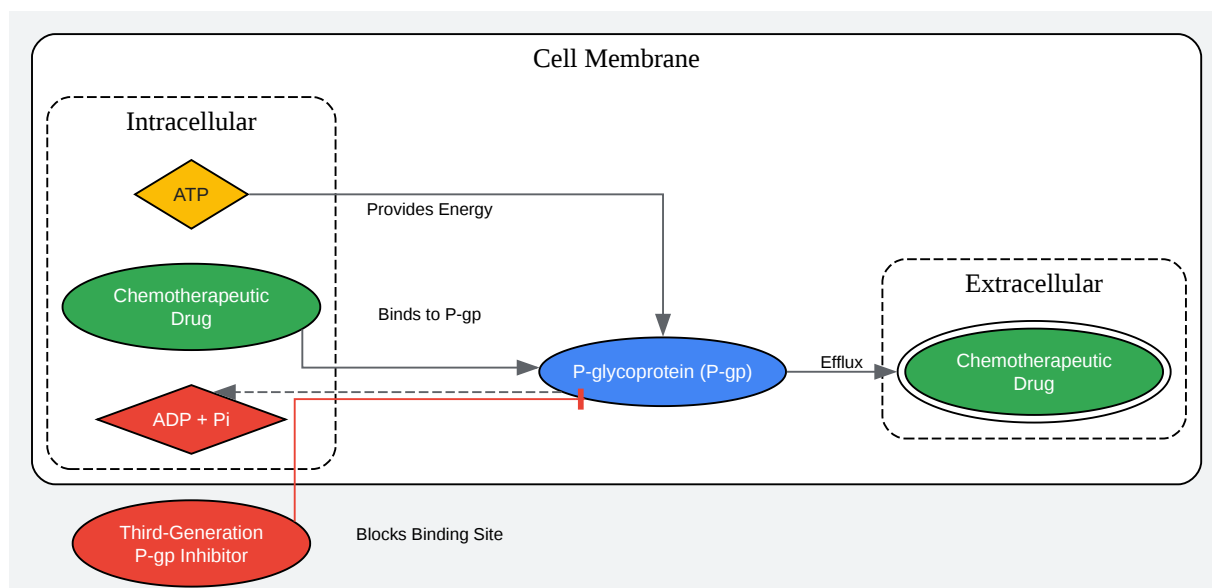 Cell Membrane
Intracellular
ATP
Provides Energy
Chemotherapeutic
Drug
Binds to P-gp
P-glycoprotein (P-gp)
Efflux
Extracellular
Chemotherapeutic
Drug
ADP + Pi
Third-Generation
P-gp Inhibitor
Blocks Binding Site